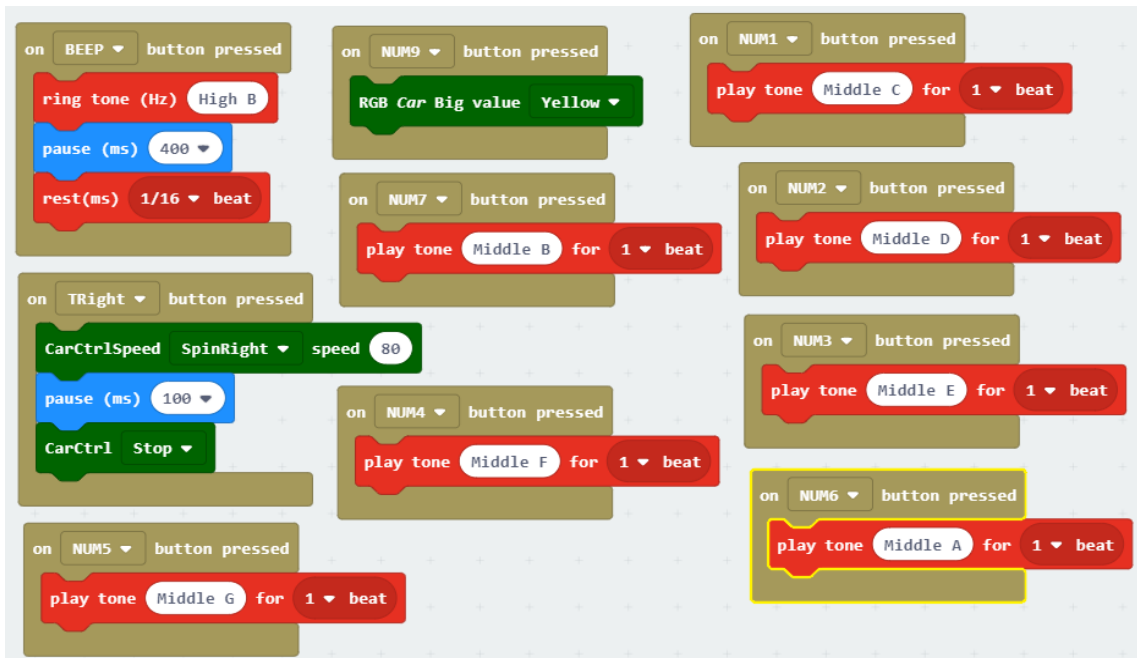 on BEEP button pressed
ring tone (Hz) High B
pause (ms) 400
rest(ms) 1/16 beat
on TRight button pressed
CarCtrlSpeed SpinRight speed 80
pause (ms) 100
CarCtrl Stop
on NUM5 button pressed
play tone Middle G for 1 beat
on NUM9 button pressed
RGB Car Big value Yellow
on NUM7 button pressed
play tone Middle B for 1 beat
on NUM4 button pressed
play tone Middle F for 1 beat
on NUM1 button pressed
play tone Middle C for 1 beat
on NUM2 button pressed
play tone Middle D for 1 beat
on NUM3 button pressed
play tone Middle E for 1 beat
on NUM6 button pressed
play tone Middle A for 1 beat